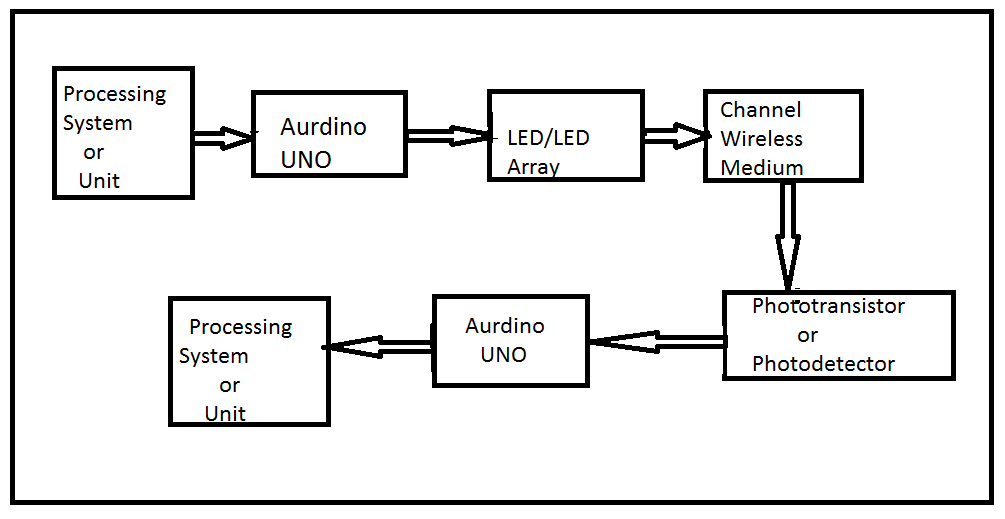 Processing
System
or
Unit
Aurdino
UNO
LED/LED
Array
Channel
Wireless
Medium
Phototransistor
or
Photodetector
Aurdino
UNO
Processing
System
or
Unit